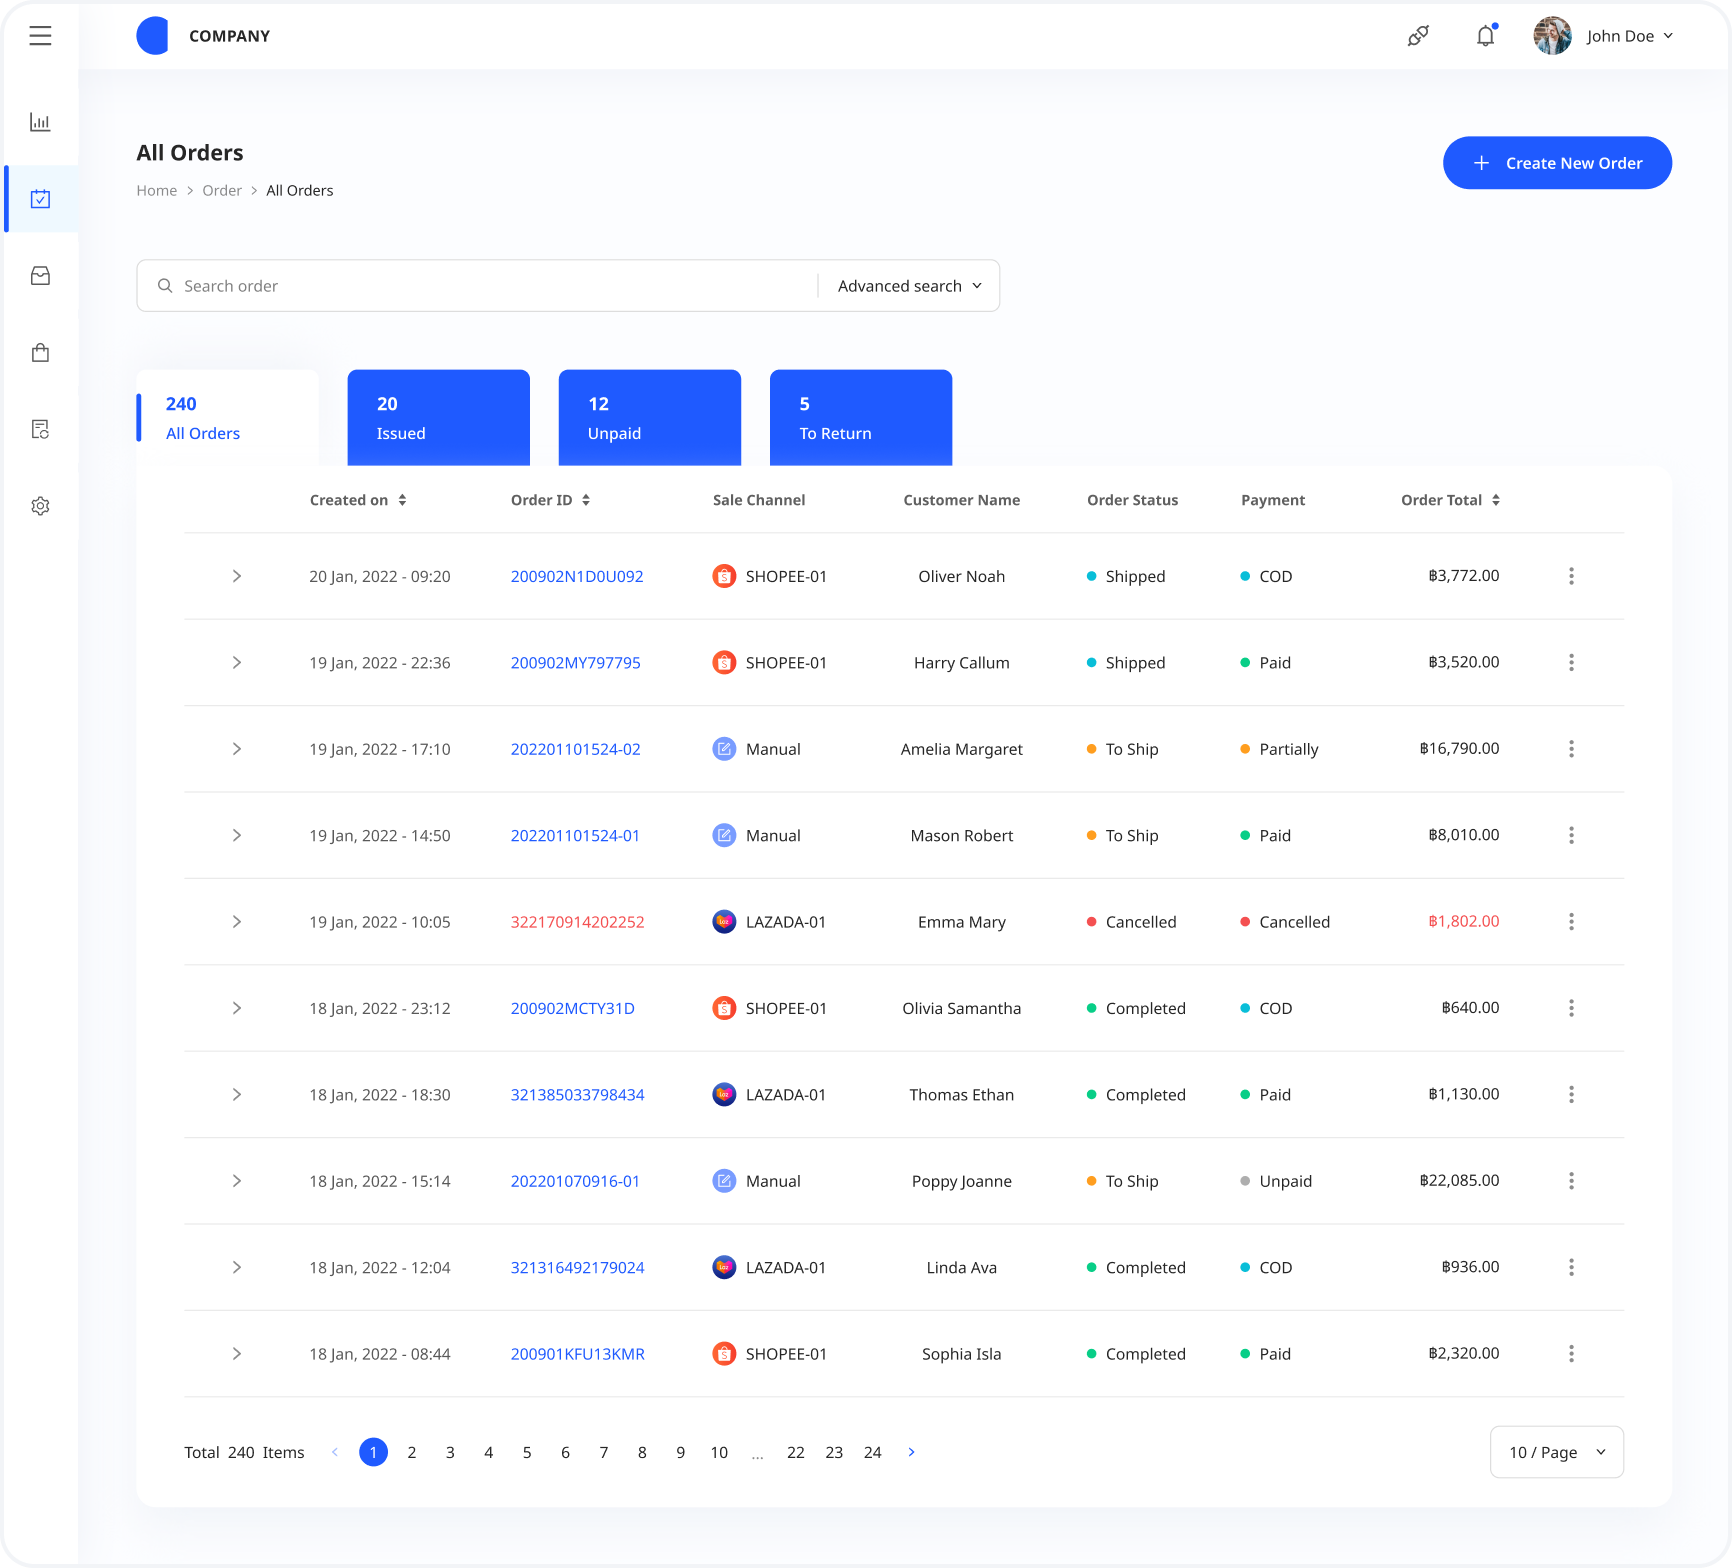 COMPANY
John Doe
All Orders
Home > Order > All Orders
Create New Order
Search order
Advanced search
240
All Orders
20
Issued
12
Unpaid
5
To Return
Created on Order ID Sale Channel Customer Name Order Status Payment Order Total
20 Jan, 2022 - 09:20 200902N1D0U092 SHOPEE-01 Oliver Noah Shipped COD ฿3,772.00
19 Jan, 2022 - 22:36 200902MY797795 SHOPEE-01 Harry Callum Shipped Paid ฿3,520.00
19 Jan, 2022 - 17:10 202201101524-02 Manual Amelia Margaret To Ship Partially ฿16,790.00
19 Jan, 2022 - 14:50 202201101524-01 Manual Mason Robert To Ship Paid ฿8,010.00
19 Jan, 2022 - 10:05 322170914202252 LAZADA-01 Emma Mary Cancelled Cancelled ฿1,802.00
18 Jan, 2022 - 23:12 200902MCTY31D SHOPEE-01 Olivia Samantha Completed COD ฿640.00
18 Jan, 2022 - 18:30 321385033798434 LAZADA-01 Thomas Ethan Completed Paid ฿1,130.00
18 Jan, 2022 - 15:14 202201070916-01 Manual Poppy Joanne To Ship Unpaid ฿22,085.00
18 Jan, 2022 - 12:04 321316492179024 LAZADA-01 Linda Ava Completed COD ฿936.00
18 Jan, 2022 - 08:44 200901KFU13KMR SHOPEE-01 Sophia Isla Completed Paid ฿2,320.00
Total 240 Items < 1 2 3 4 5 6 7 8 9 10 ... 22 23 24 > 10 / Page